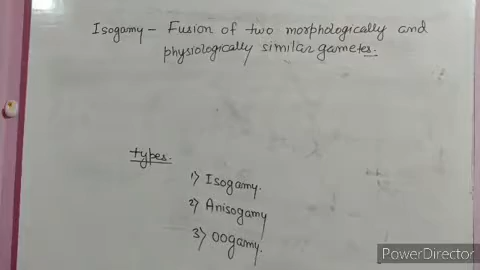 Isogamy - Fusion of two morphologically and
physiologically similar gametes.
types.
1) Isogamy.
2) Anisogamy
3) oogamy.
PowerDirector